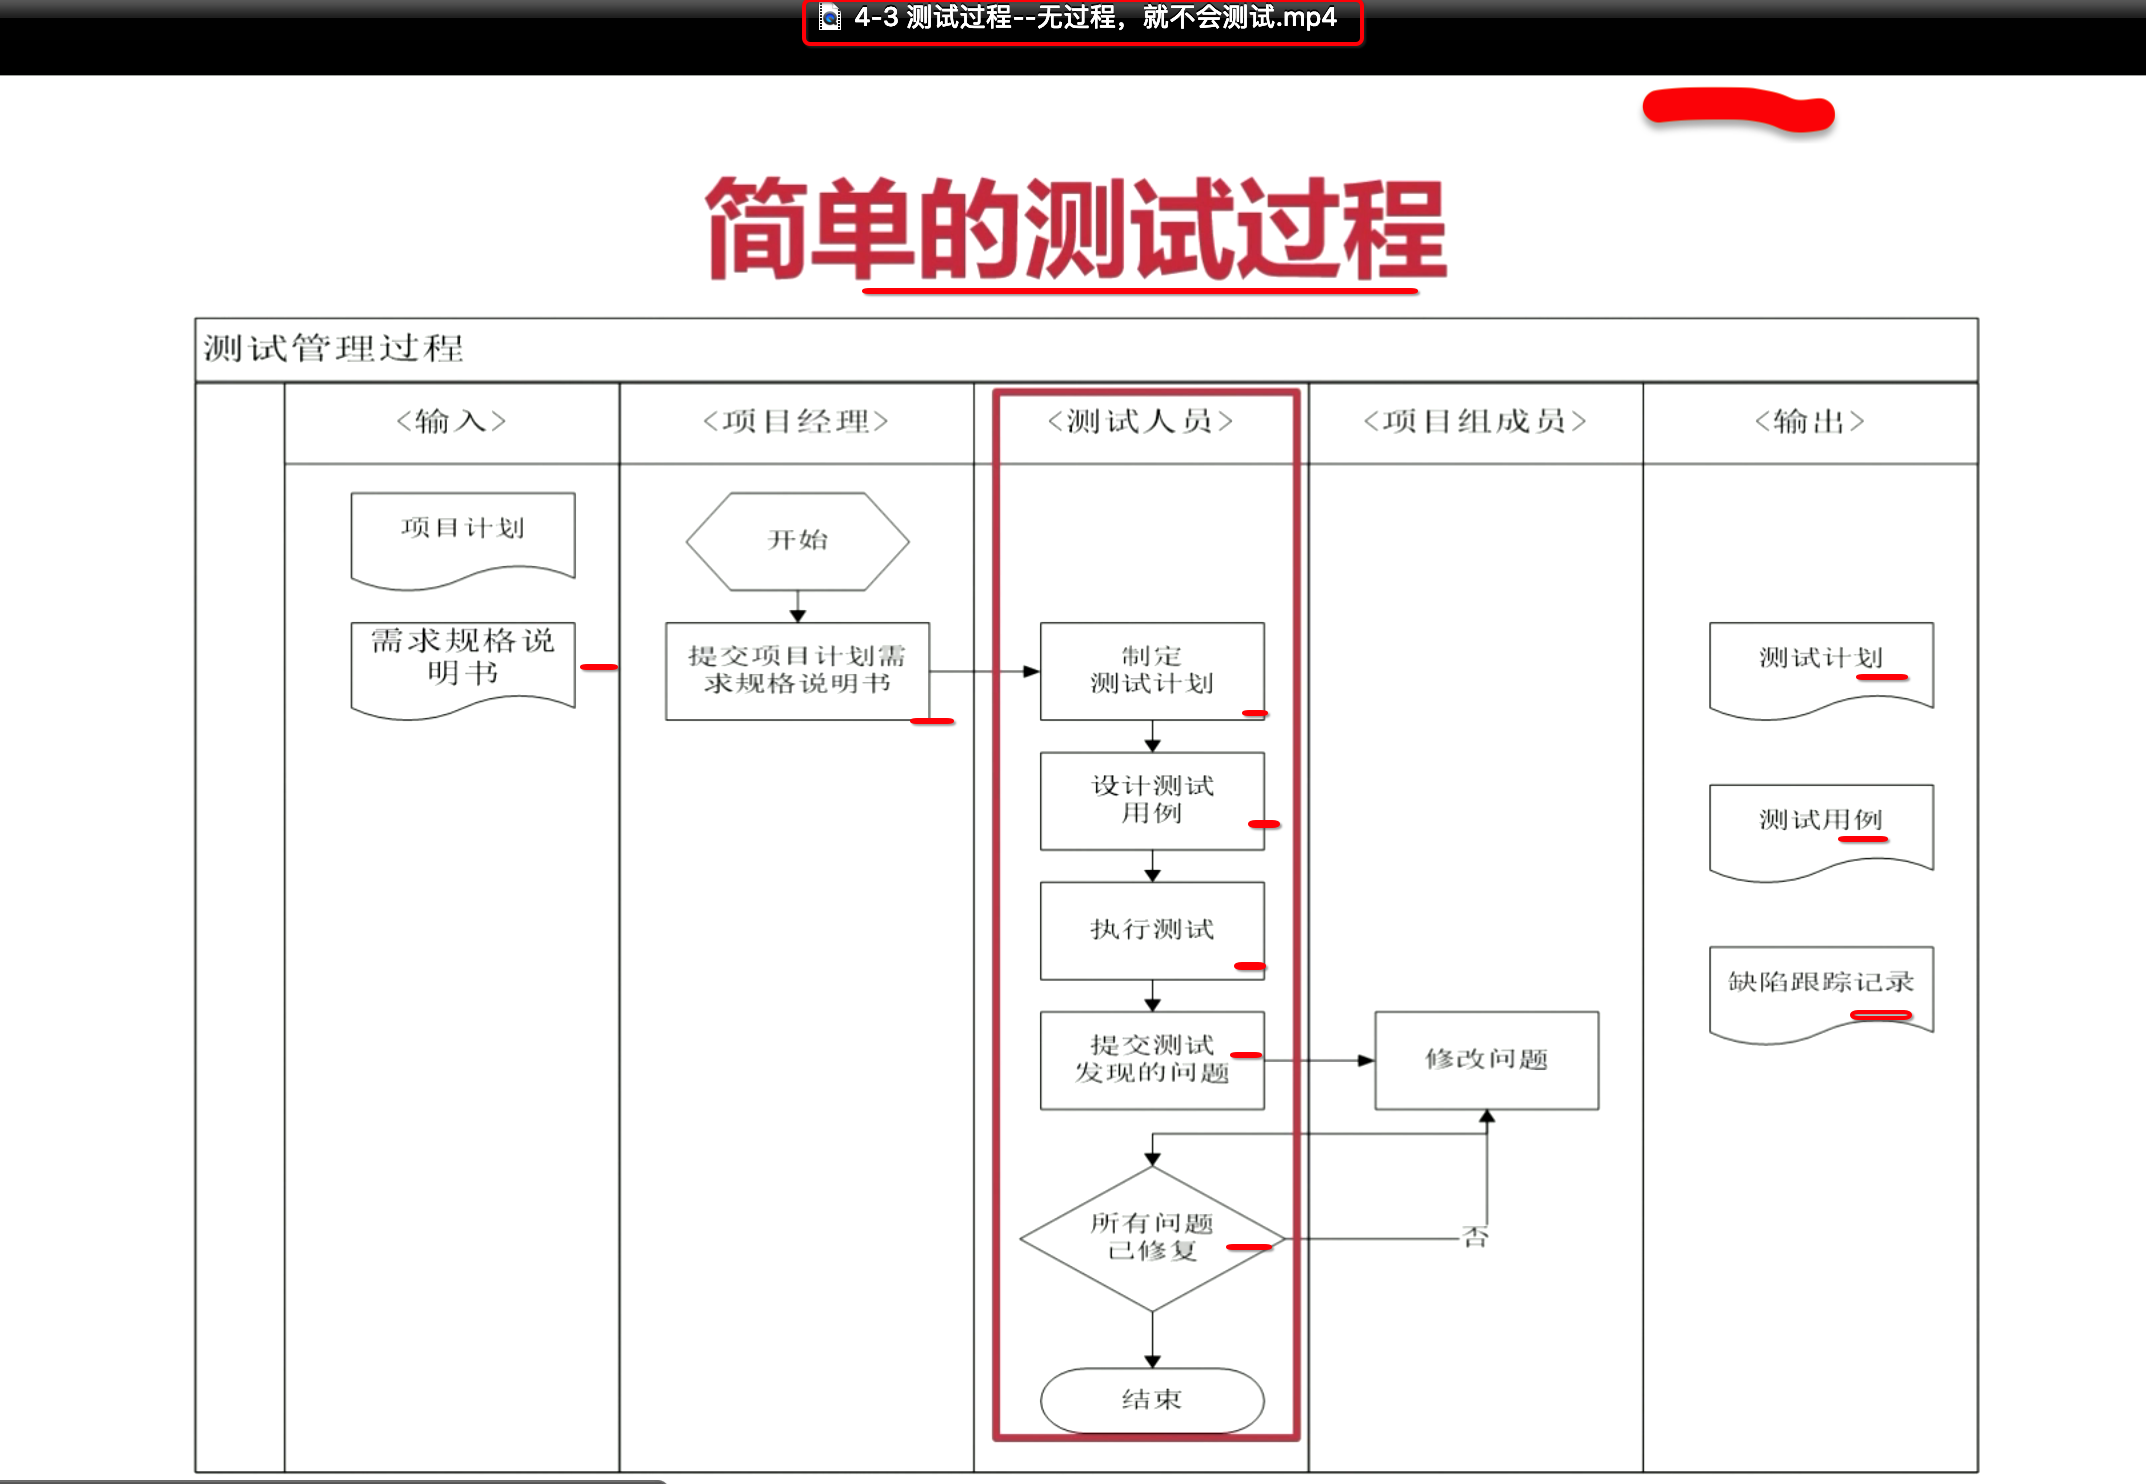 4-3 测试过程--无过程，就不会测试.mp4
简单的测试过程
测试管理过程
<输入>
<项目经理>
<测试人员>
<项目组成员>
<输出>
项目计划
开始
需求规格说
明书
提交项目计划需
求规格说明书
制定
测试计划
测试计划
设计测试
用例
测试用例
执行测试
缺陷跟踪记录
提交测试
发现的问题
修改问题
所有问题
已修复
否
结束